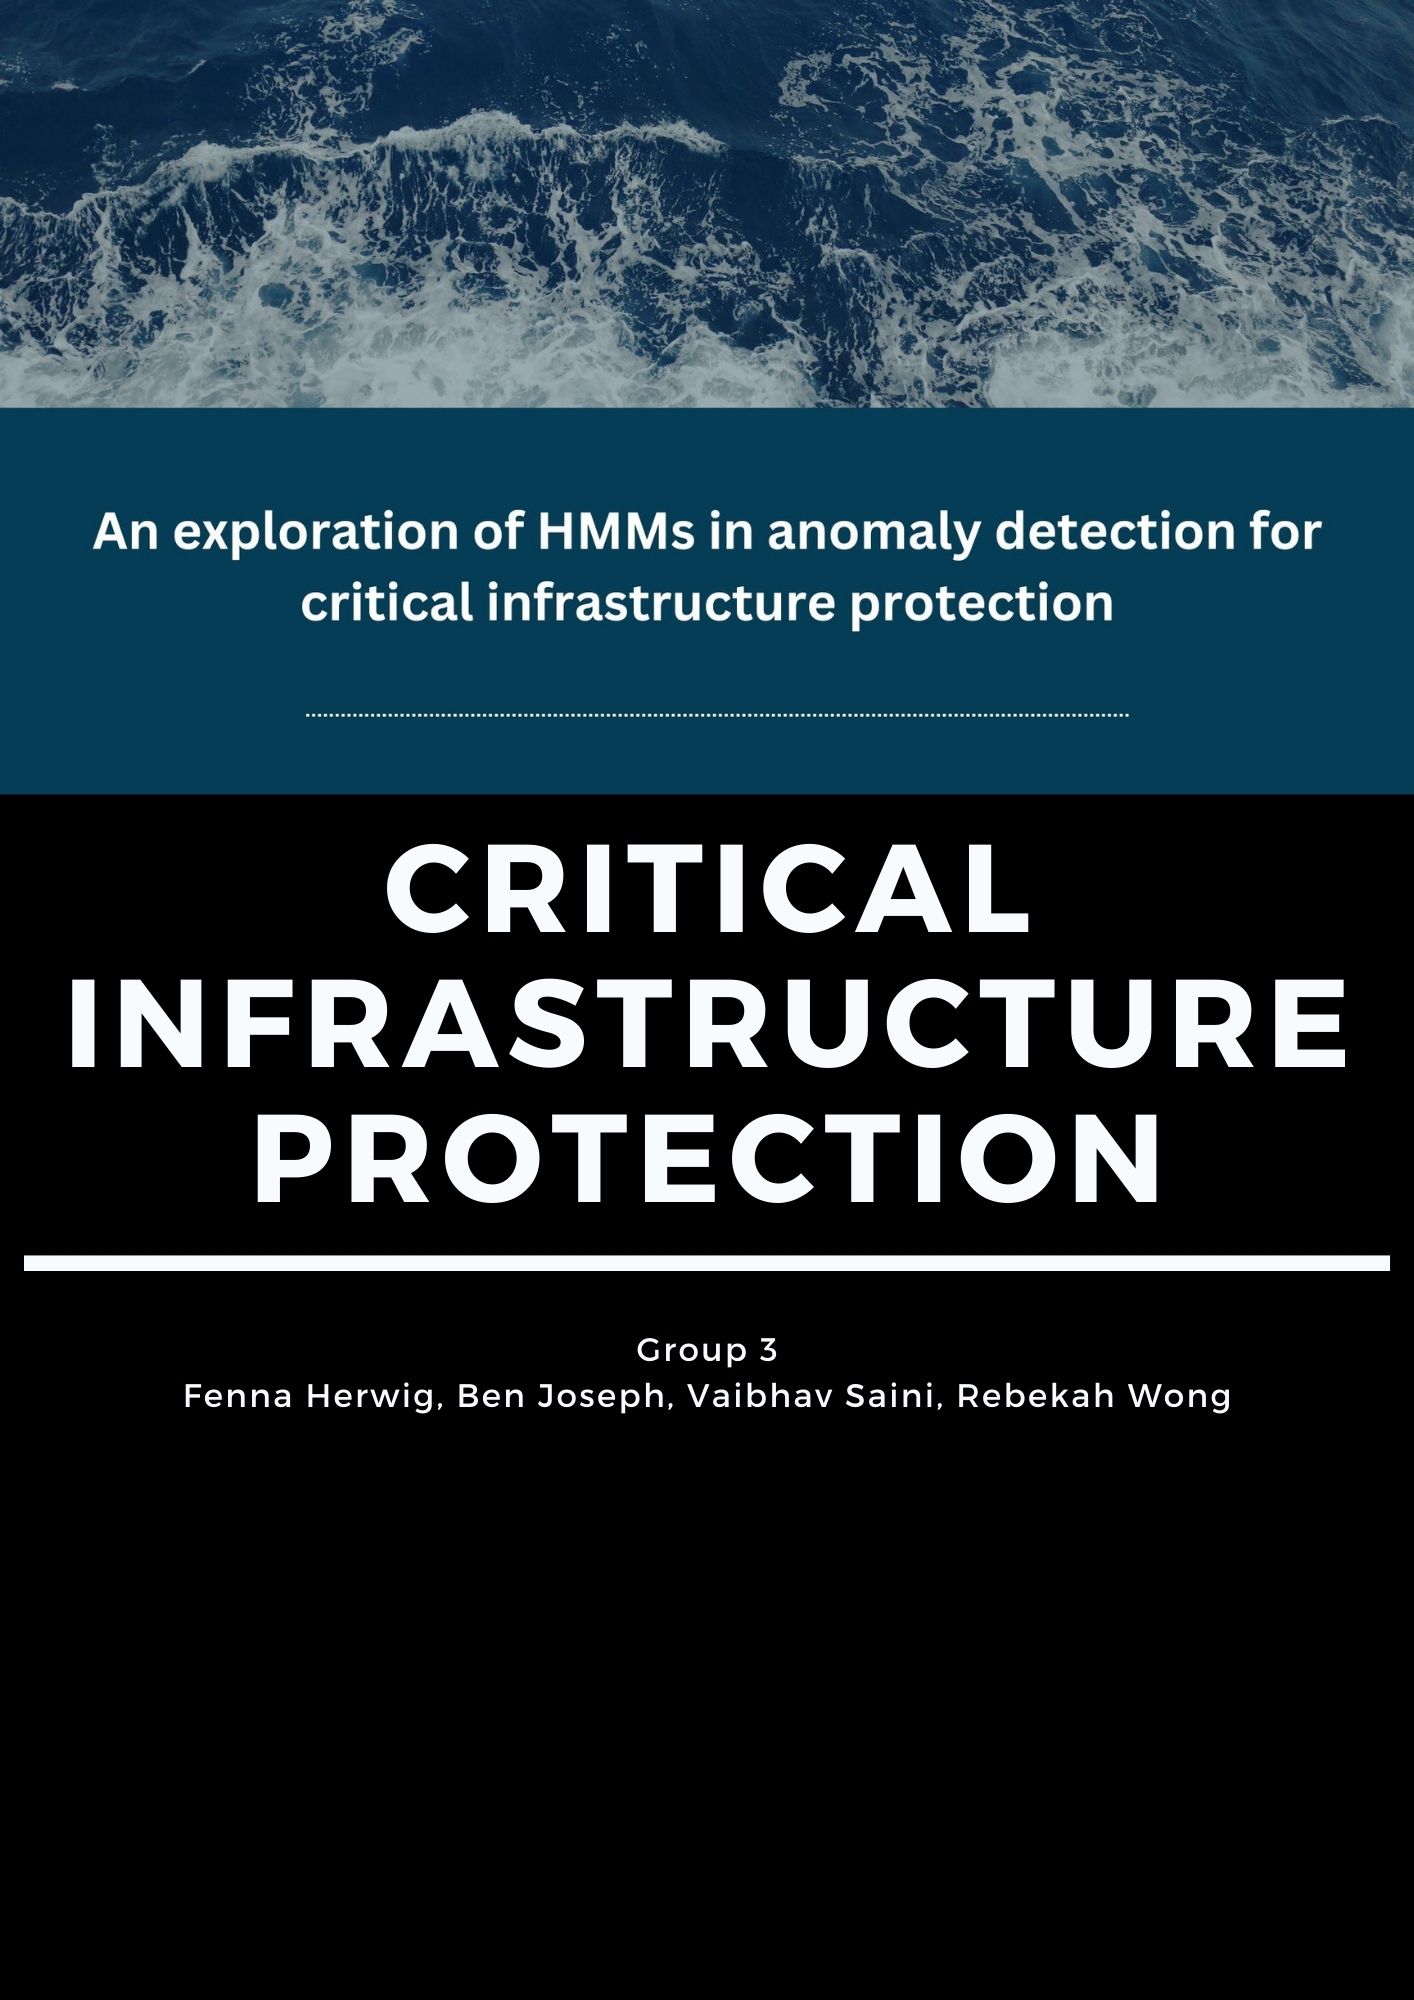 An exploration of HMMs in anomaly detection for
critical infrastructure protection
CRITICAL
INFRASTRUCTURE
PROTECTION
Group 3
Fenna Herwig, Ben Joseph, Vaibhav Saini, Rebekah Wong